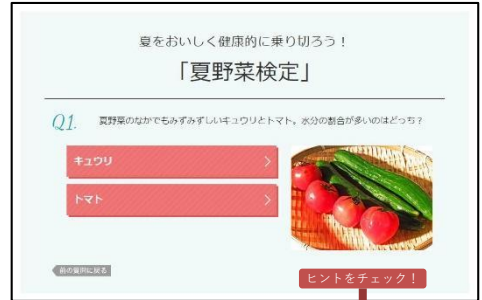 夏をおいしく健康的に乗り切ろう!
「夏野菜検定」
Q1. 夏野菜のなかでもみずみずしいキュウリとトマト。水分の割合が多いのはどっち?
キュウリ
トマト
前の質問に戻る
ヒントをチェック!